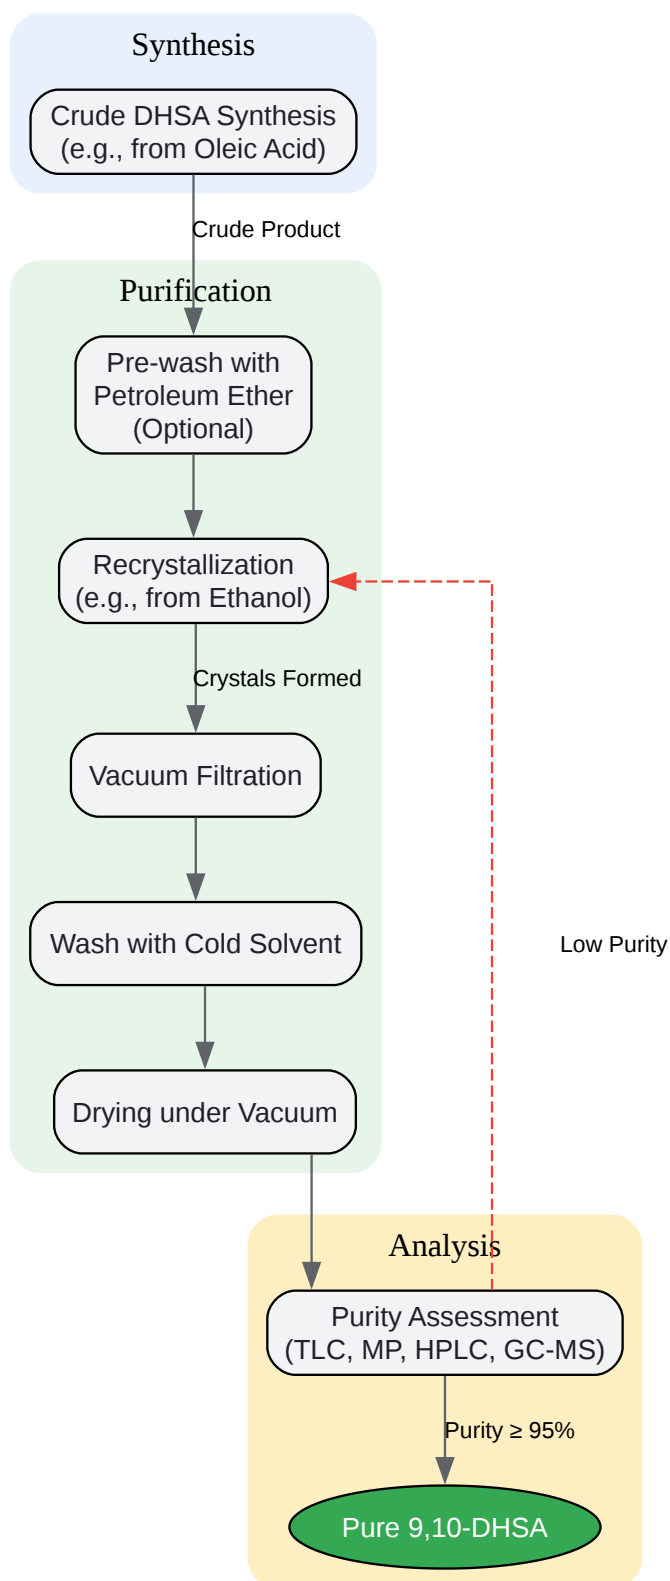 Synthesis
Crude DHSA Synthesis
(e.g., from Oleic Acid)
Crude Product
Purification
Pre-wash with
Petroleum Ether
(Optional)
Recrystallization
(e.g., from Ethanol)
Crystals Formed
Vacuum Filtration
Wash with Cold Solvent
Low Purity
Drying under Vacuum
Analysis
Purity Assessment
(TLC, MP, HPLC, GC-MS)
Purity ≥ 95%
Pure 9,10-DHSA